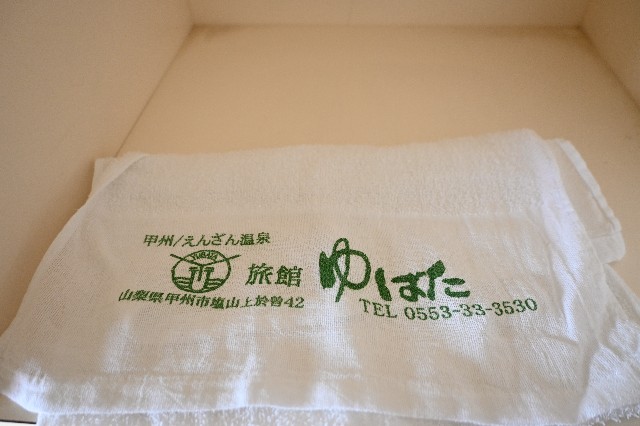 甲州/えんざん温泉
旅館 ゆばた
山梨県甲州市塩山上於曽42
TEL 0553-33-3530